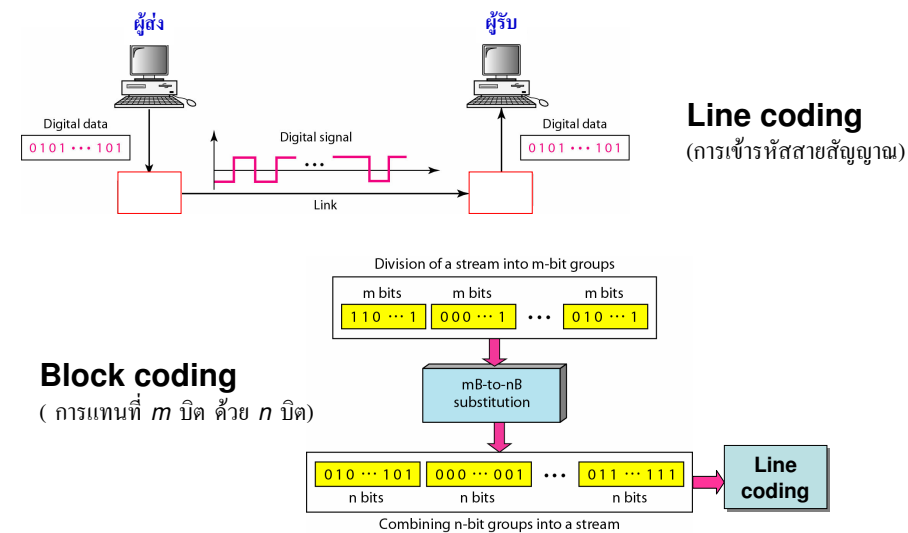 ผู้ส่ง
ผู้รับ
Digital data
0101 ··· 101
Digital signal
···
Link
Digital data
0101 ··· 101
Line coding
(การเข้ารหัสสายสัญญาณ)
Division of a stream into m-bit groups
m bits m bits m bits
110 ··· 1 000 ··· 1 ··· 010 ··· 1
mB-to-nB
substitution
Block coding
( การแทนที่ m บิต ด้วย n บิต)
010 ··· 101 000 ··· 001 ··· 011 ··· 111
n bits n bits n bits
Combining n-bit groups into a stream
Line
coding